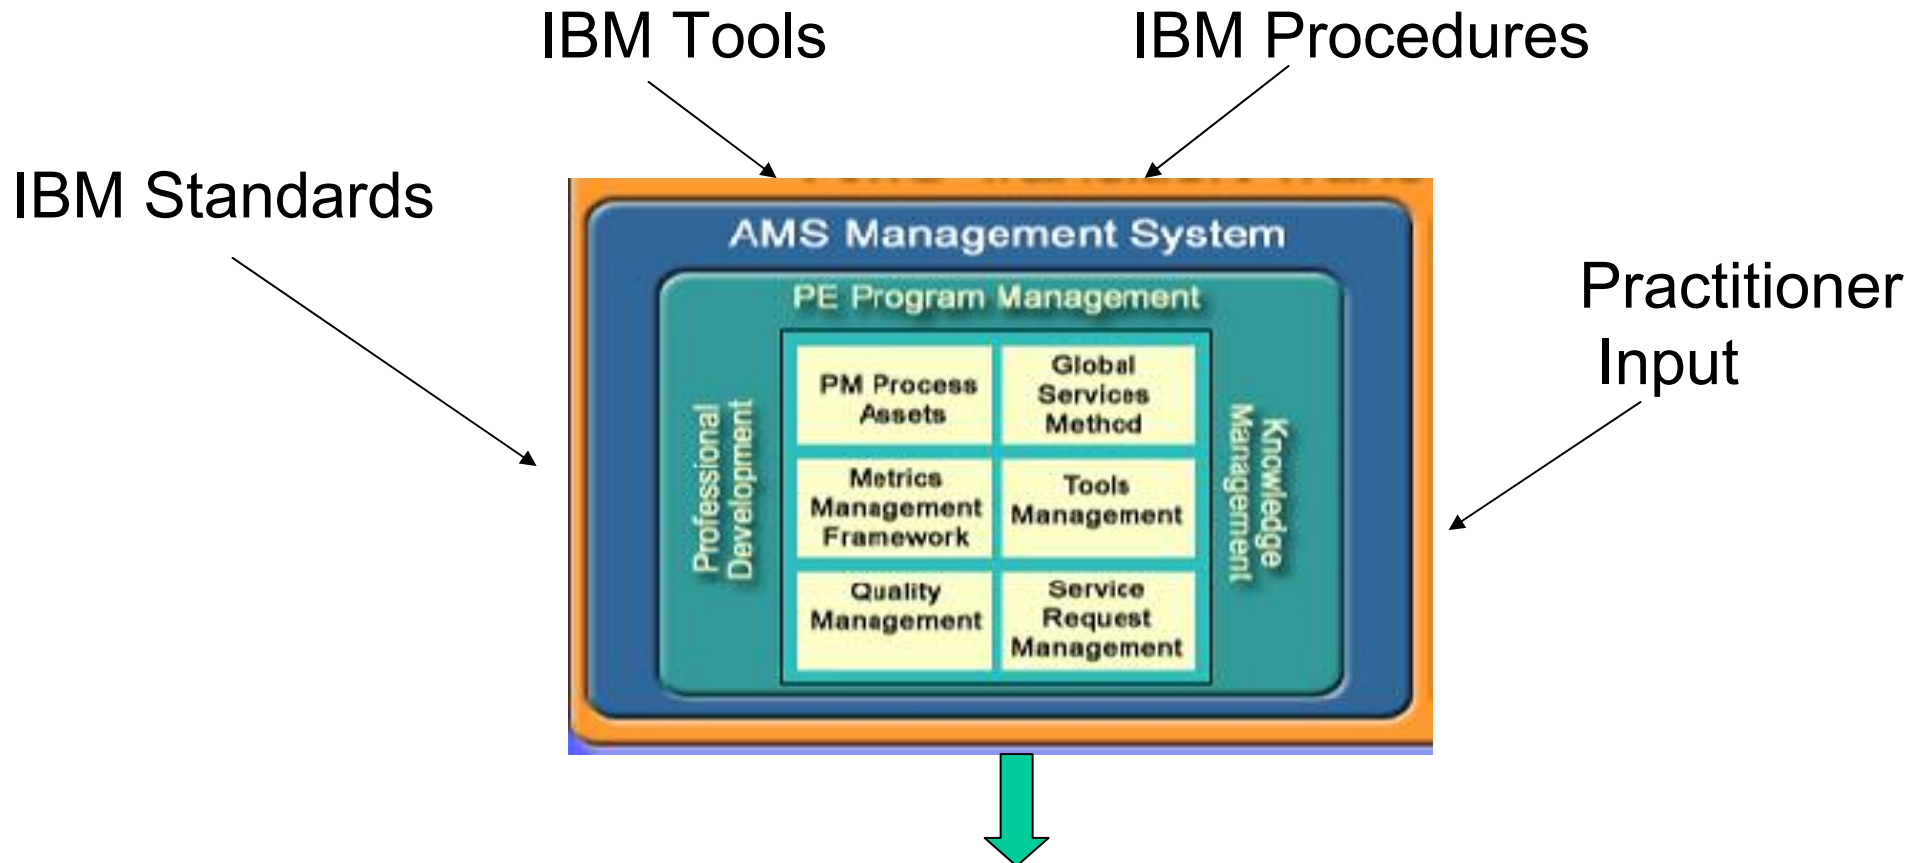 IBM Tools
IBM Procedures
IBM Standards
Practitioner
Input
AMS Management System
PE Program Management
Professional
Development
PM Process
Assets
Global
Services
Method
Metrics
Management
Framework
Tools
Management
Quality
Management
Service
Request
Management
Knowledge
Management